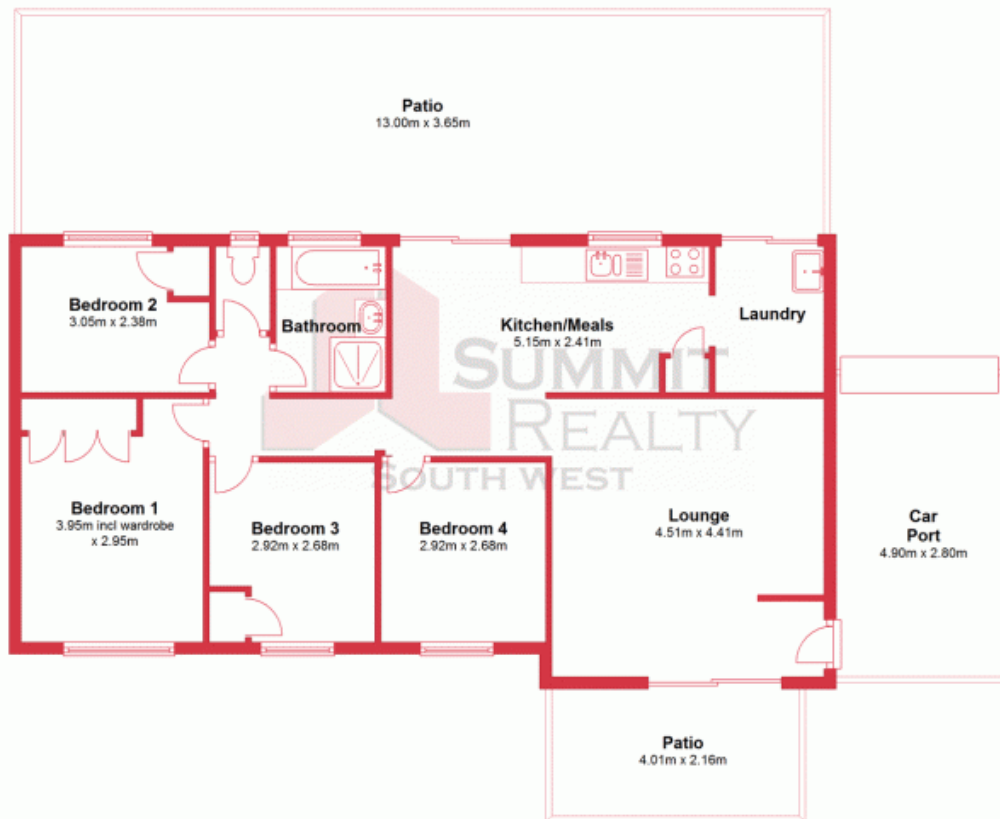 Patio
13.00m x 3.65m
Bedroom 2
3.05m x 2.38m
Bathroom
Kitchen/Meals
5.15m x 2.41m
Laundry
SUMMIT
REALTY
SOUTH WEST
Bedroom 1
3.95m incl wardrobe
x 2.95m
Bedroom 3
2.92m x 2.68m
Bedroom 4
2.92m x 2.68m
Lounge
4.51m x 4.41m
Car
Port
4.90m x 2.80m
Patio
4.01m x 2.16m